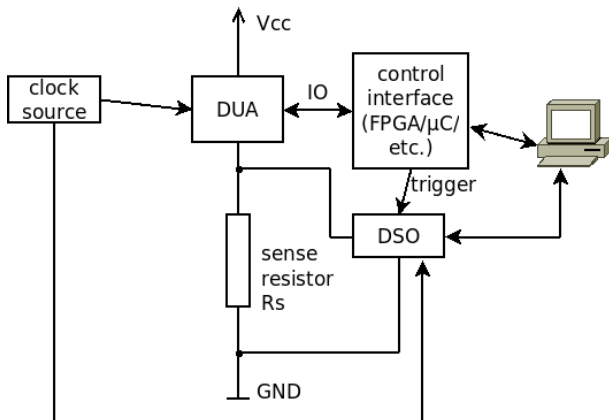 Vcc
clock
source
DUA
IO
control
interface
(FPGA/µC/
etc.)
trigger
DSO
sense
resistor
Rs
GND